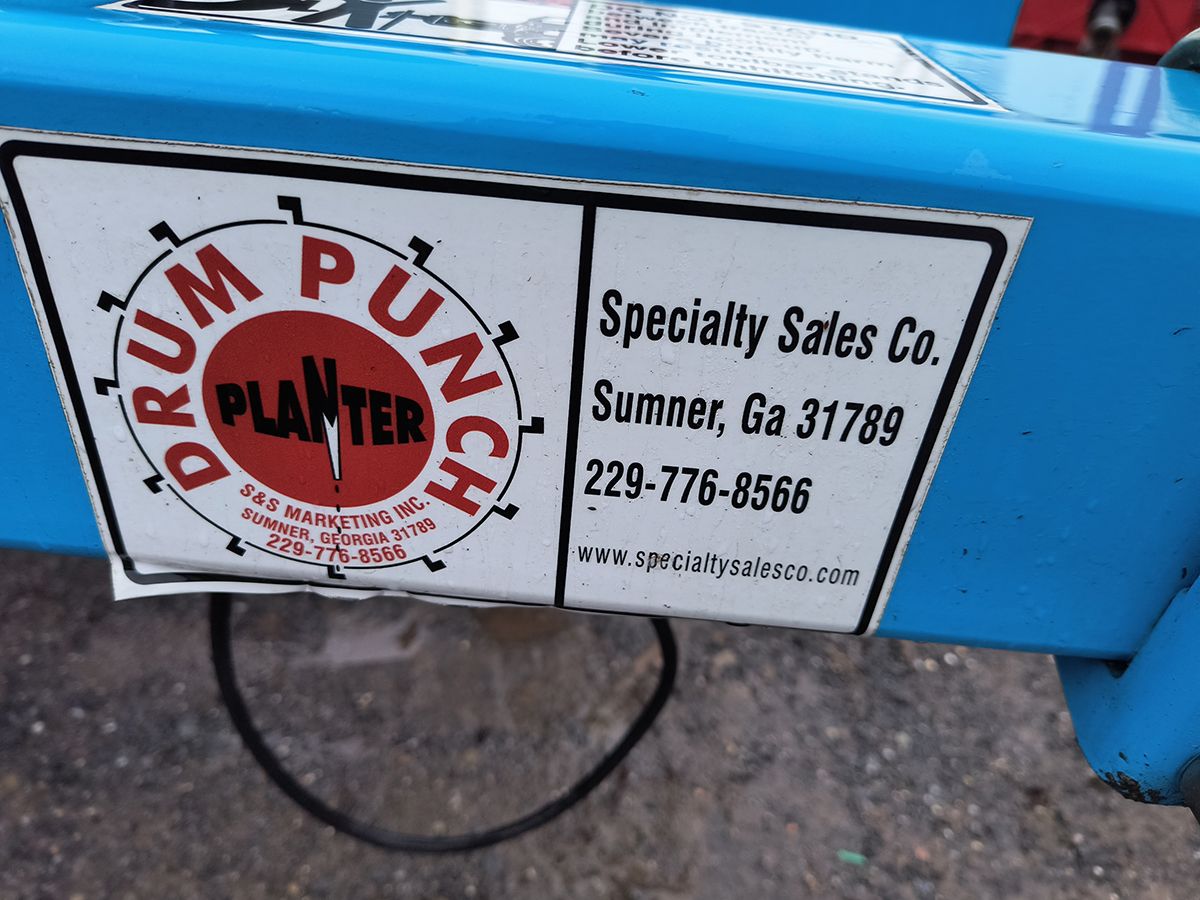 DRUM PUNCH
PLANTER
S&S MARKETING INC.
SUMNER, GEORGIA 31789
229-776-8566
Specialty Sales Co.
Sumner, Ga 31789
229-776-8566
www.specialtysalesco.com